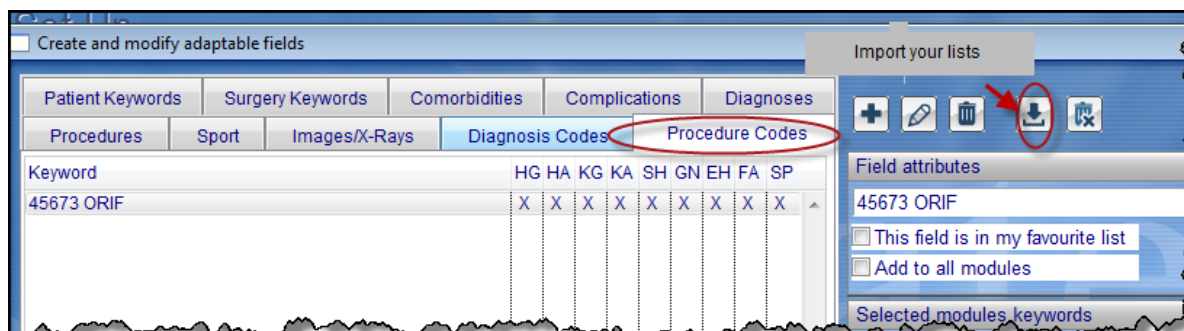 Set Up
Create and modify adaptable fields
Import your lists
Patient Keywords Surgery Keywords Comorbidities Complications Diagnoses
Procedures Sport Images/X-Rays Diagnosis Codes Procedure Codes
Keyword HG HA KG KA SH GN EH FA SP
45673 ORIF X X X X X X X X X
Field attributes
45673 ORIF
This field is in my favourite list
Add to all modules
Selected modules keywords